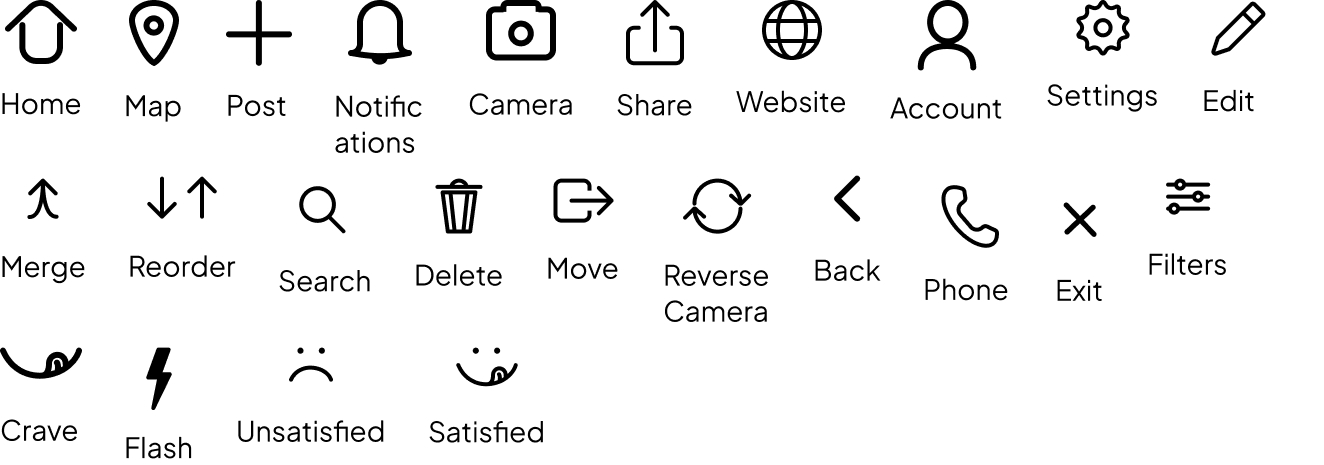 Home
Map
Post
Notific
ations
Camera
Share
Website
Account
Settings
Edit
Merge
Reorder
Search
Delete
Move
Reverse
Camera
Back
Phone
Exit
Filters
Crave
Flash
Unsatisfied
Satisfied